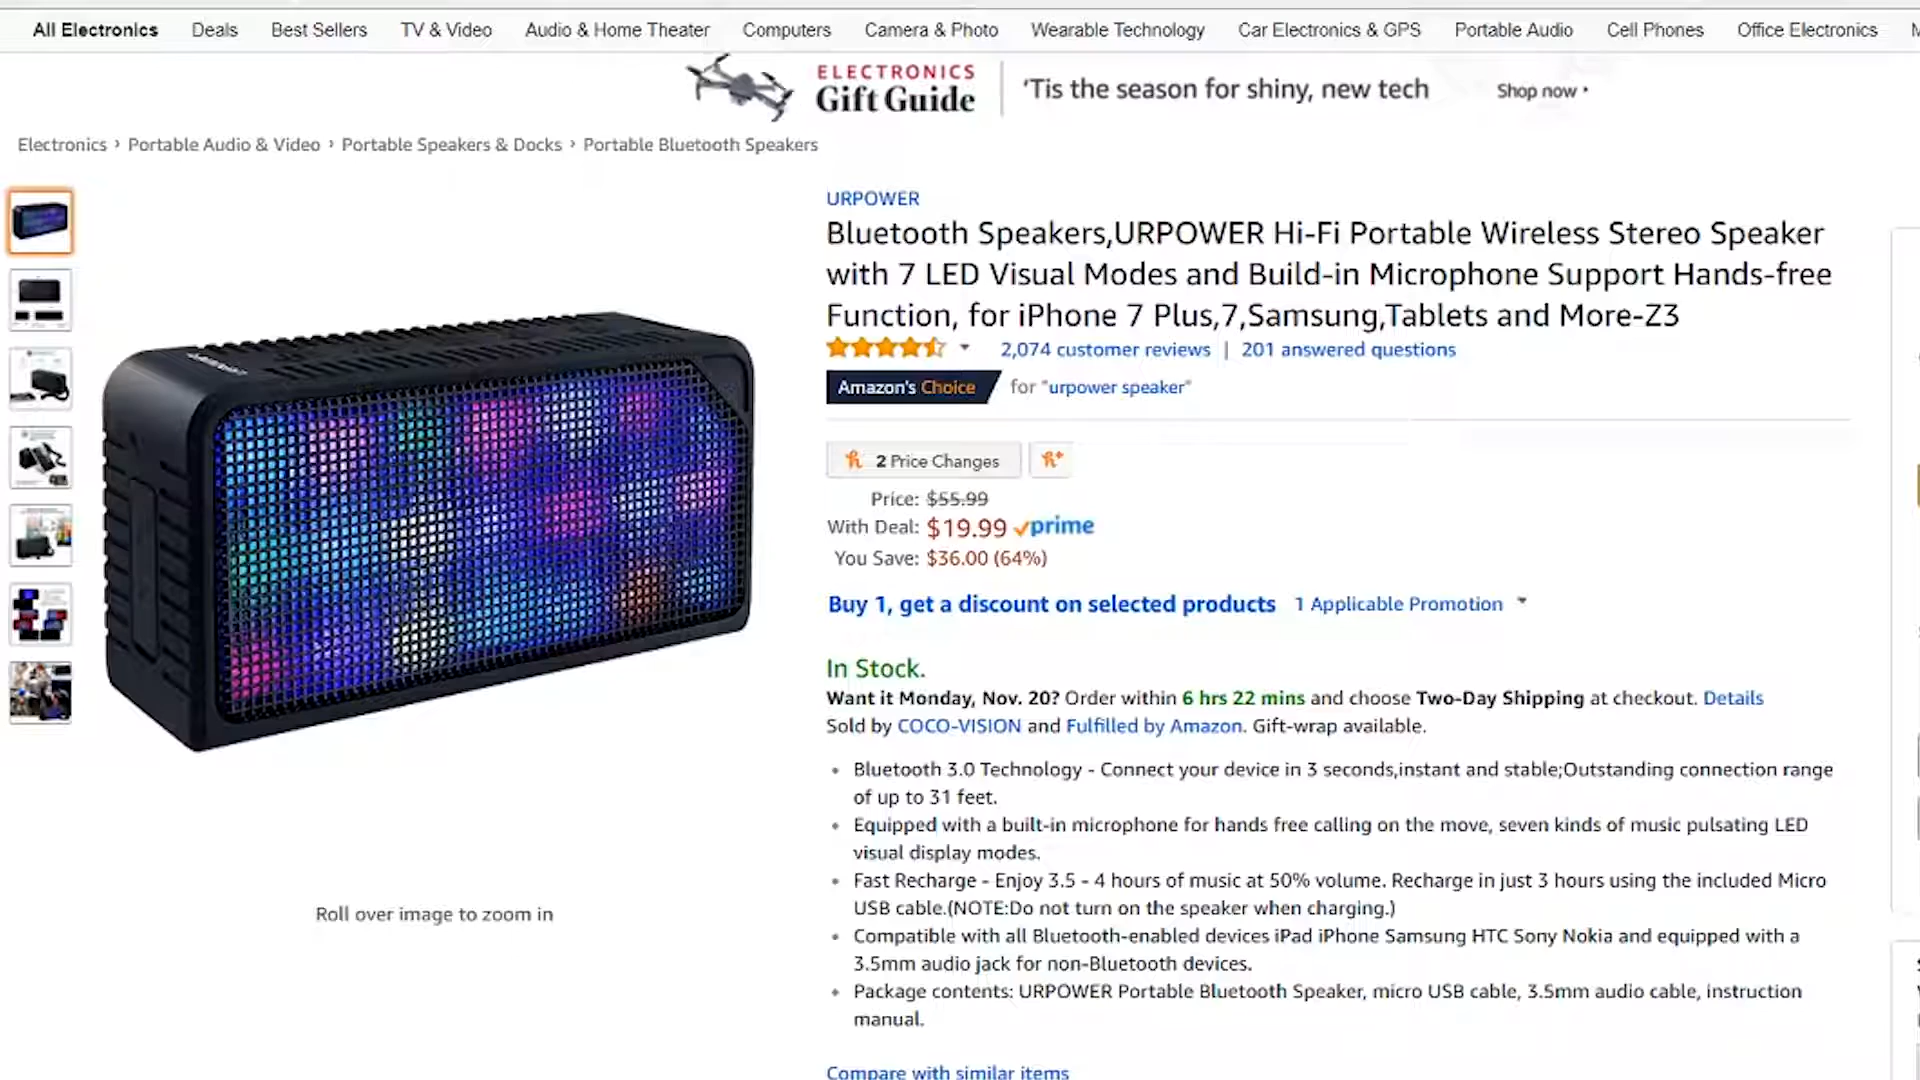 All Electronics Deals Best Sellers TV & Video Audio & Home Theater Computers Camera & Photo Wearable Technology Car Electronics & GPS Portable Audio Cell Phones Office Electronics
ELECTRONICS
Gift Guide
'Tis the season for shiny, new tech
Shop now
Electronics › Portable Audio & Video › Portable Speakers & Docks › Portable Bluetooth Speakers
URPOWER
Bluetooth Speakers,URPOWER Hi-Fi Portable Wireless Stereo Speaker
with 7 LED Visual Modes and Build-in Microphone Support Hands-free
Function, for iPhone 7 Plus,7,Samsung,Tablets and More-Z3
2,074 customer reviews | 201 answered questions
Amazon's Choice for "urpower speaker"
2 Price Changes
Price: $55.99
With Deal: $19.99 prime
You Save: $36.00 (64%)
Buy 1, get a discount on selected products 1 Applicable Promotion
In Stock.
Want it Monday, Nov. 20? Order within 6 hrs 22 mins and choose Two-Day Shipping at checkout. Details
Sold by COCO-VISION and Fulfilled by Amazon. Gift-wrap available.
• Bluetooth 3.0 Technology - Connect your device in 3 seconds,instant and stable;Outstanding connection range
of up to 31 feet.
• Equipped with a built-in microphone for hands free calling on the move, seven kinds of music pulsating LED
visual display modes.
• Fast Recharge - Enjoy 3.5 - 4 hours of music at 50% volume. Recharge in just 3 hours using the included Micro
USB cable.(NOTE:Do not turn on the speaker when charging.)
• Compatible with all Bluetooth-enabled devices iPad iPhone Samsung HTC Sony Nokia and equipped with a
3.5mm audio jack for non-Bluetooth devices.
• Package contents: URPOWER Portable Bluetooth Speaker, micro USB cable, 3.5mm audio cable, instruction
manual.
Compare with similar items
Roll over image to zoom in